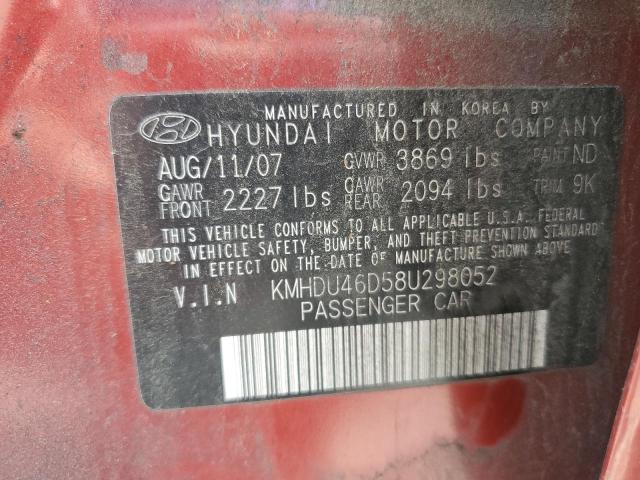 MANUFACTURED IN KOREA BY
HYUNDAI MOTOR COMPANY
AUG/11/07 GVWR 3869 lbs PAINT ND
GAWR FRONT 2227 lbs GAWR REAR 2094 lbs TRIM 9K
THIS VEHICLE CONFORMS TO ALL APPLICABLE U.S.A. FEDERAL
MOTOR VEHICLE SAFETY, BUMPER, AND THEFT PREVENTION STANDARD
IN EFFECT ON THE DATE OF MANUFACTURE SHOWN ABOVE.
V.I.N KMHDU46D58U298052
PASSENGER CAR